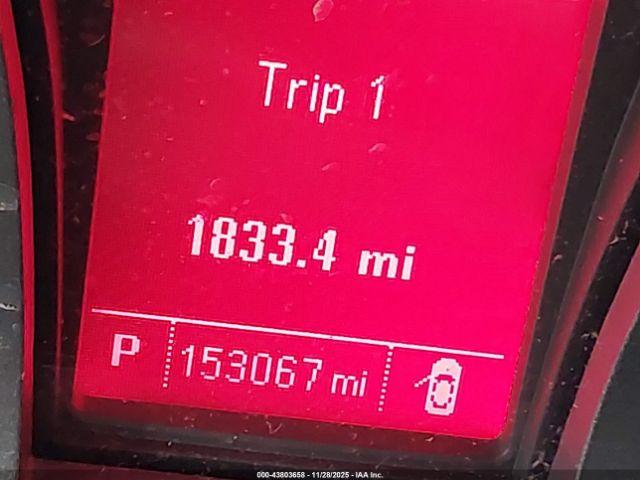 Trip 1
1833.4 mi
P 153067 mi
000-43803658 - 11/28/2025 - IAA Inc.